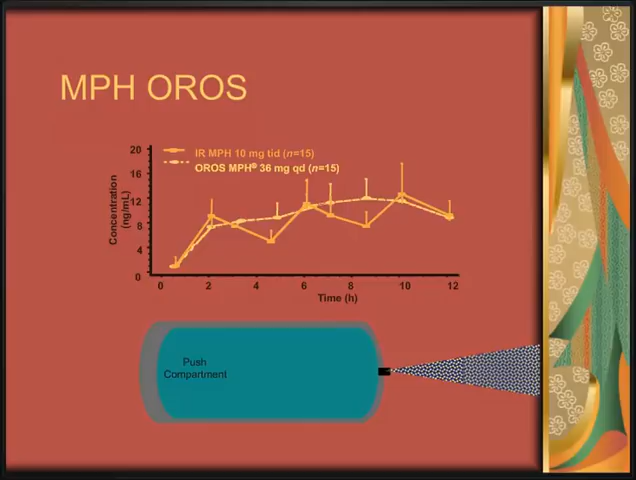 MPH OROS
20
16
12
8
4
0
Concentration
(ng/mL)
IR MPH 10 mg tid (n=15)
OROS MPH® 36 mg qd (n=15)
0 2 4 6 8 10 12
Time (h)
Push
Compartment